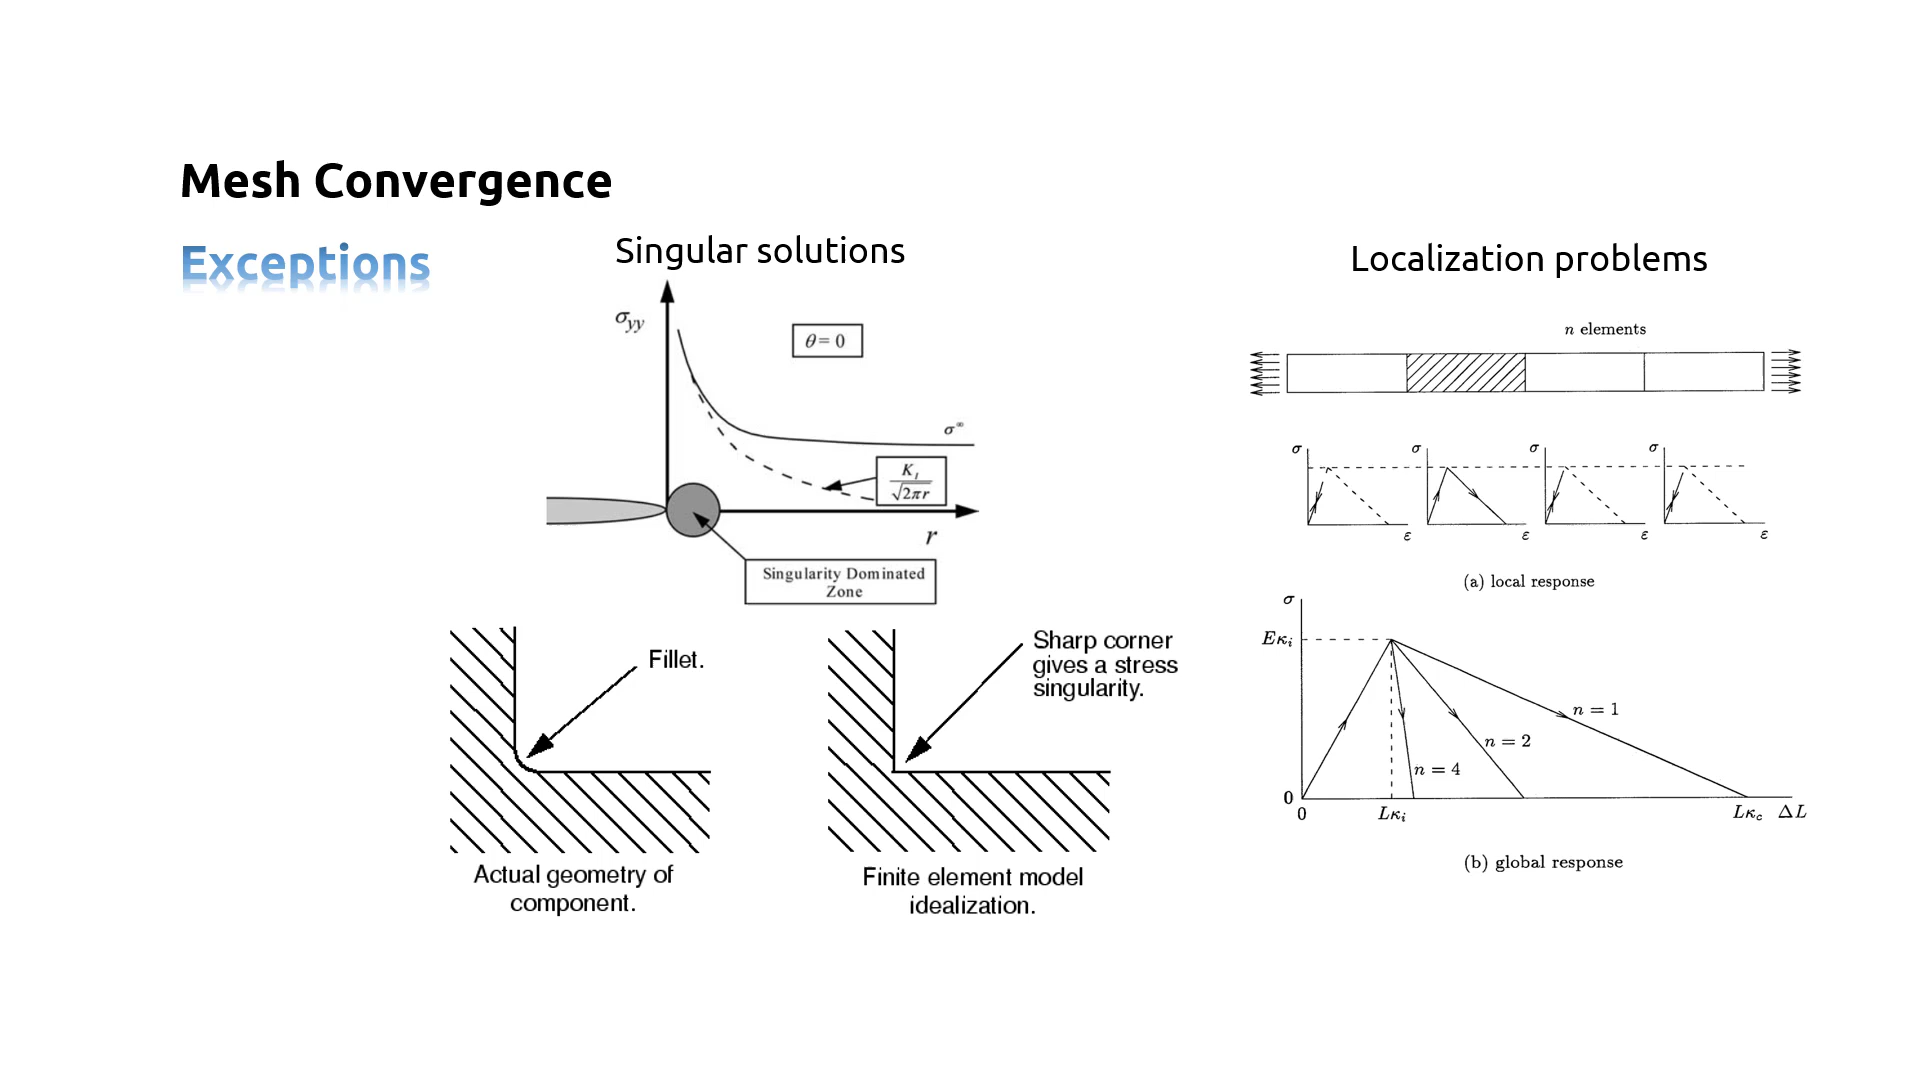 Mesh Convergence
Exceptions
Singular solutions
σyy
θ = 0
σ∞
K_I
√2πr
r
Singularity Dominated
Zone
Fillet.
Sharp corner
gives a stress
singularity.
Actual geometry of
component.
Finite element model
idealization.
Localization problems
n elements
σ σ σ σ
ε ε ε ε
(a) local response
σ
Eκi
n = 1
n = 2
n = 4
0
0 Lκi Lκc ΔL
(b) global response